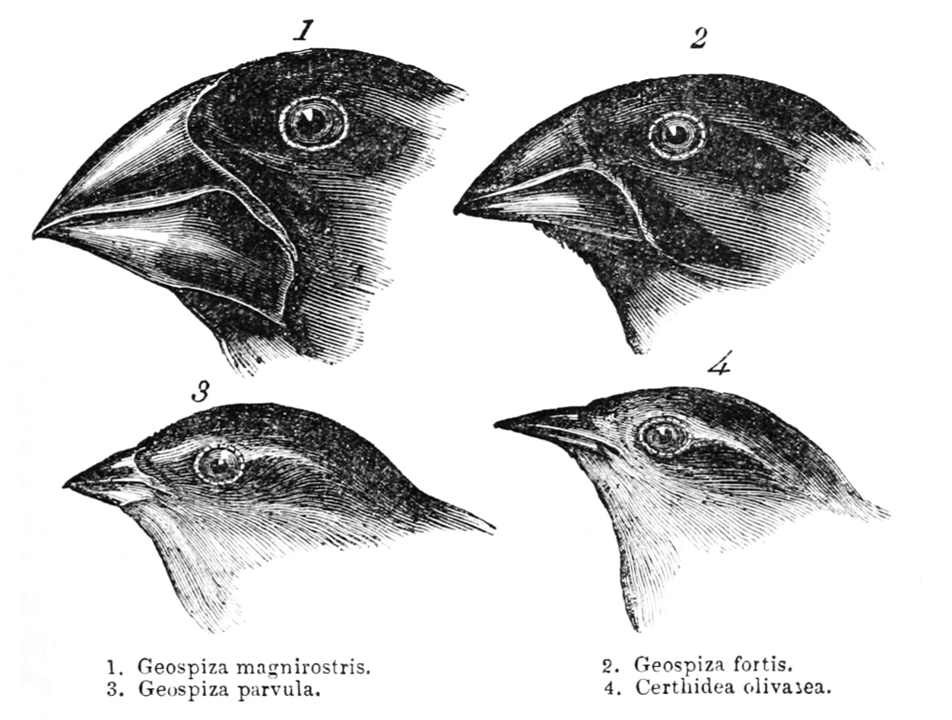 1
2
3
4
1. Geospiza magnirostris.
2. Geospiza fortis.
3. Geospiza parvula.
4. Certhidea olivasea.